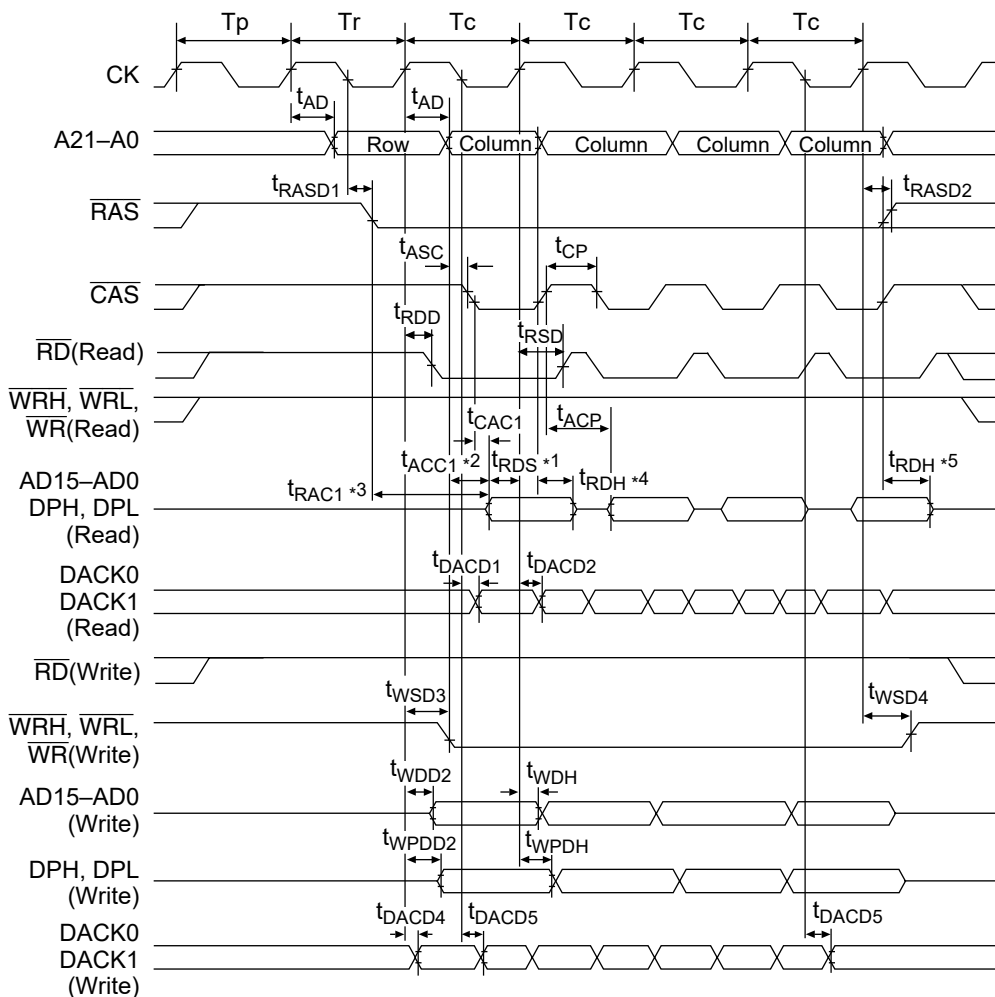 Tp Tr Tc Tc Tc Tc
CK
tAD tAD
A21–A0 Row Column Column Column Column
tRASD1 tRASD2
RAS
tASC tCP
CAS
tRDD tRSD
RD(Read)
WRH, WRL,
WR(Read)
tCAC1 tACP
tACC1 *2 tRDS *1
tRAC1 *3 tRDH *4 tRDH *5
AD15–AD0
DPH, DPL
(Read)
tDACD1 tDACD2
DACK0
DACK1
(Read)
RD(Write)
tWSD3 tWSD4
WRH, WRL,
WR(Write)
tWDD2 tWDH
AD15–AD0
(Write)
tWPDD2 tWPDH
DPH, DPL
(Write)
tDACD4 tDACD5 tDACD5
DACK0
DACK1
(Write)